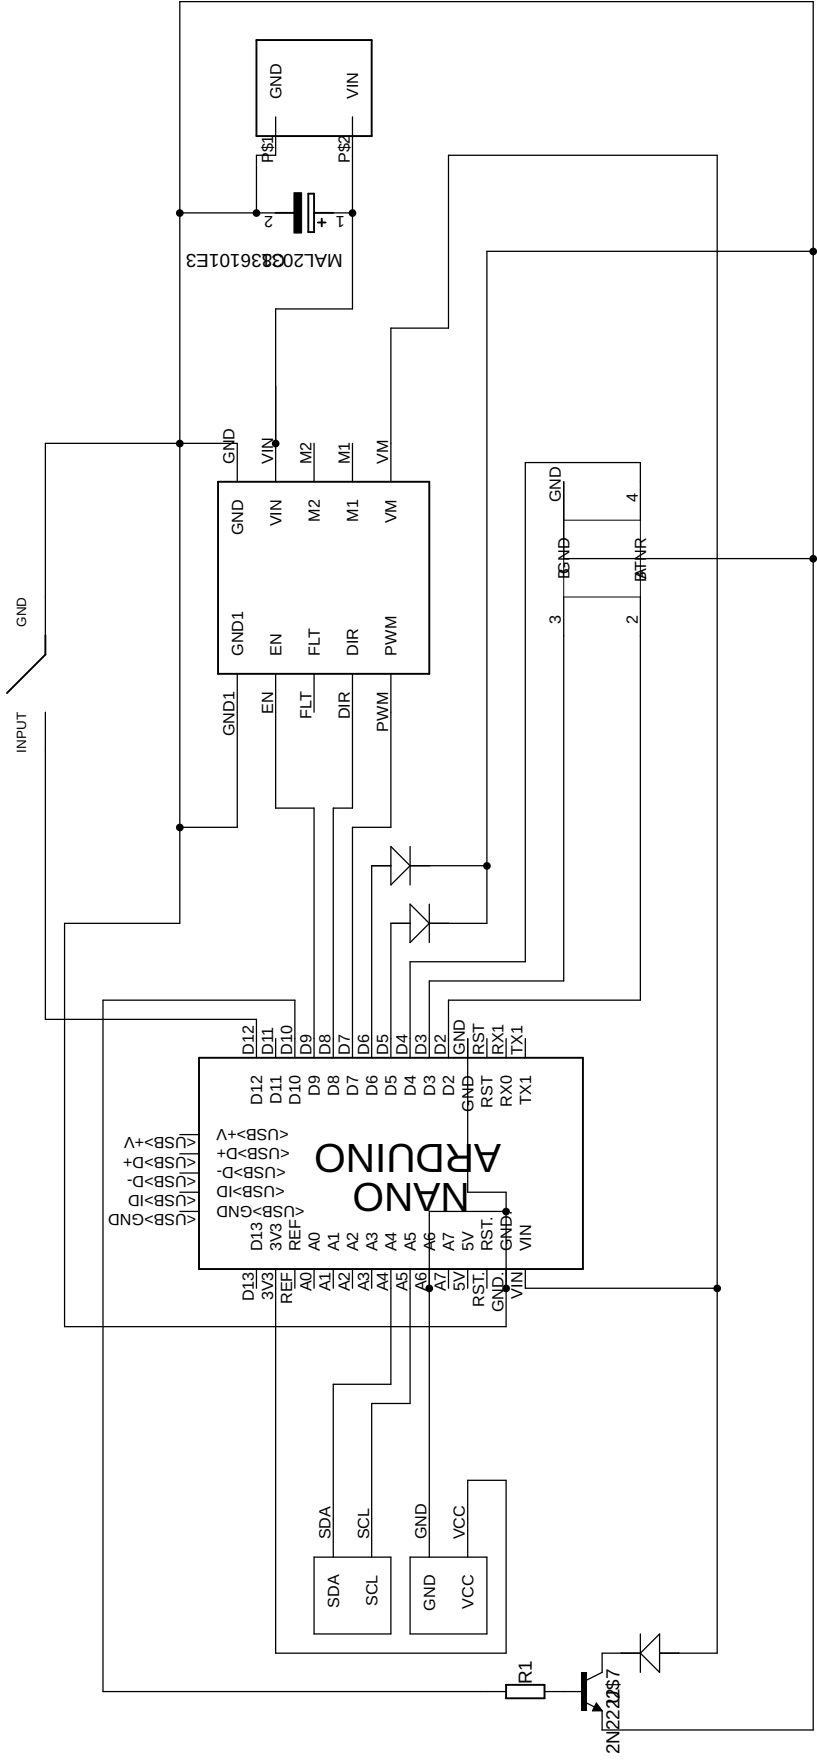 GND
VIN
P$1
P$2
2
+
1
GND
VIN
M2
M1
VM
GND
VIN
M2
M1
VM
GND
4
GND
3
2
GND
INPUT
GND1
EN
FLT
DIR
PWM
GND1
EN
FLT
DIR
PWM
D12
D11
D10
D9
D8
D7
D6
D5
D4
D3
D2
GND
RST
RX1
TX1
D12
D11
D10
D9
D8
D7
D6
D5
D4
D3
D2
GND
RST
RX0
TX1
<USB>V+
<USB>D+
<USB>D-
<USB>ID
<USB>GND
<USB>V+
<USB>D+
<USB>D-
<USB>ID
<USB>GND
ARDUINO
NANO
D13
3V3
REF
A0
A1
A2
A3
A4
A5
A6
A7
5V
RST.
GND.
VIN
D13
3V3
REF
A0
A1
A2
A3
A4
A5
A6
A7
5V
RST.
GND.
VIN
SDA
SCL
GND
VCC
SDA
SCL
GND
VCC
R1